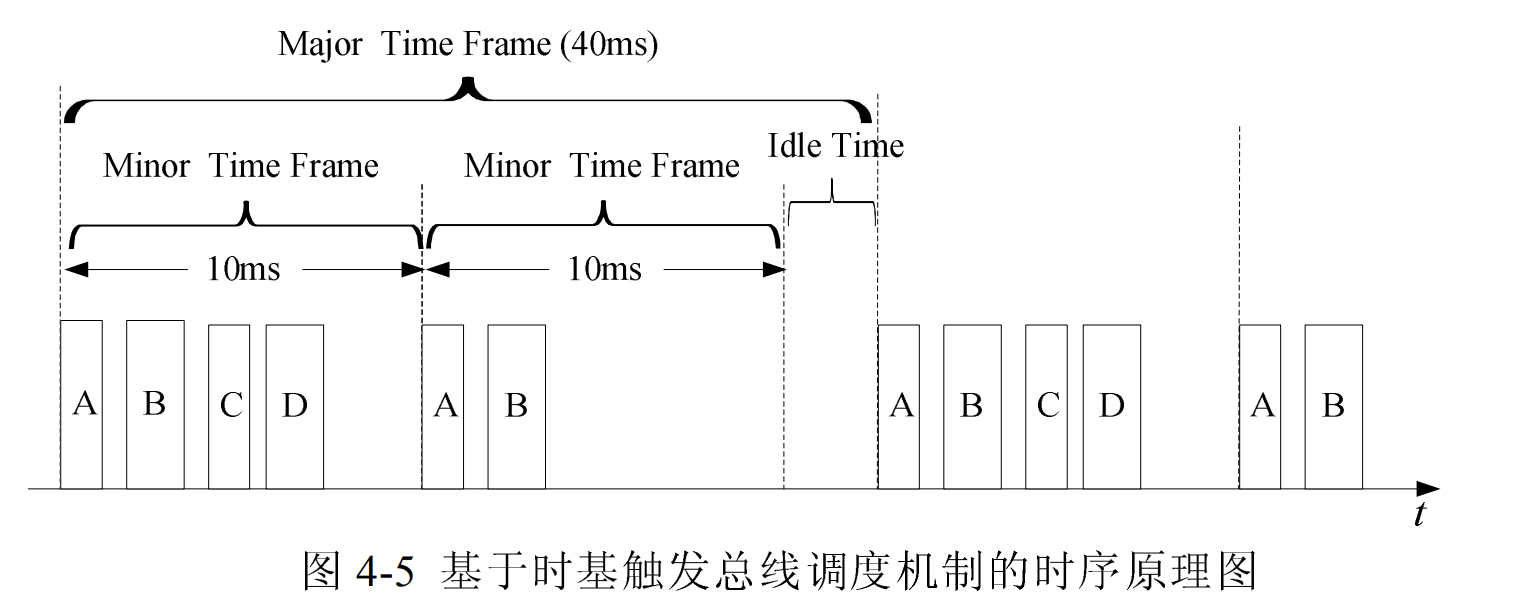 Major Time Frame (40ms)
Idle Time
Minor Time Frame Minor Time Frame
10ms 10ms
A B C D A B A B C D A B
t
图 4-5 基于时基触发总线调度机制的时序原理图